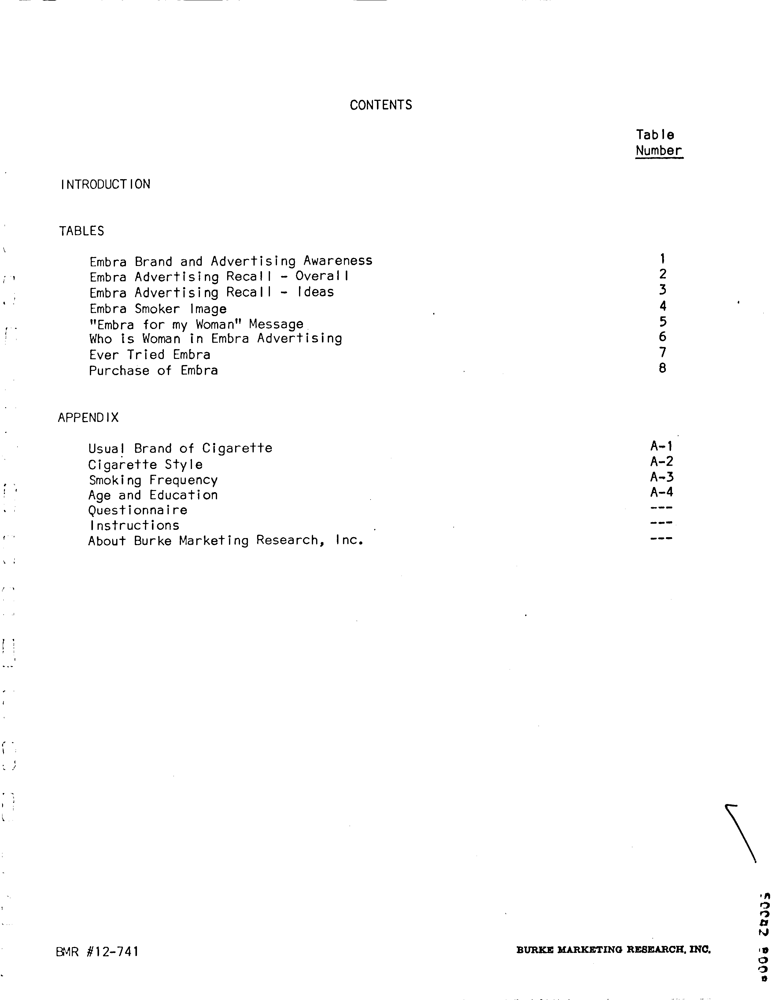 CONTENTS
Table
Number
INTRODUCTION
TABLES
Embra Brand and Advertising Awareness 1
Embra Advertising Recall - Overall 2
Embra Advertising Recall - Ideas 3
Embra Smoker Image 4
"Embra for my Woman" Message 5
Who is Woman in Embra Advertising 6
Ever Tried Embra 7
Purchase of Embra 8
APPENDIX
Usual Brand of Cigarette A-1
Cigarette Style A-2
Smoking Frequency A-3
Age and Education A-4
Questionnaire ---
Instructions ---
About Burke Marketing Research, Inc. ---
BMR #12-741 BURKE MARKETING RESEARCH, INC.